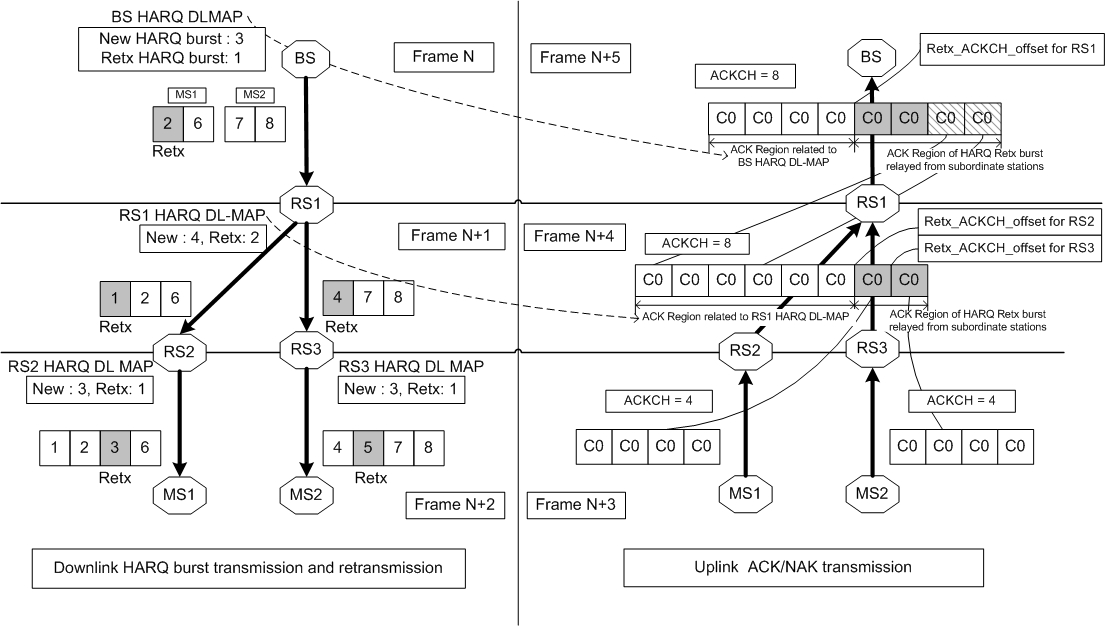 BS HARQ DLMAP
New HARQ burst : 3
Retx HARQ burst: 1
BS
Frame N
MS1
MS2
2 6
7 8
Retx
RS1
RS1 HARQ DL-MAP
New : 4, Retx: 2
Frame N+1
1 2 6
Retx
4 7 8
Retx
RS2
RS3
RS2 HARQ DL MAP
New : 3, Retx: 1
RS3 HARQ DL MAP
New : 3, Retx: 1
1 2 3 6
Retx
4 5 7 8
Retx
MS1
MS2
Frame N+2
Downlink HARQ burst transmission and retransmission
Frame N+5
BS
Retx_ACKCH_offset for RS1
ACKCH = 8
C0 C0 C0 C0 C0 C0 C0 C0
ACK Region related to
BS HARQ DL-MAP
ACK Region of HARQ Retx burst
relayed from subordinate stations
RS1
Frame N+4
Retx_ACKCH_offset for RS2
Retx_ACKCH_offset for RS3
ACKCH = 8
C0 C0 C0 C0 C0 C0 C0 C0
ACK Region related to RS1 HARQ DL-MAP
ACK Region of HARQ Retx burst
relayed from subordinate stations
RS2
RS3
ACKCH = 4
ACKCH = 4
C0 C0 C0 C0
C0 C0 C0 C0
MS1
MS2
Frame N+3
Uplink ACK/NAK transmission